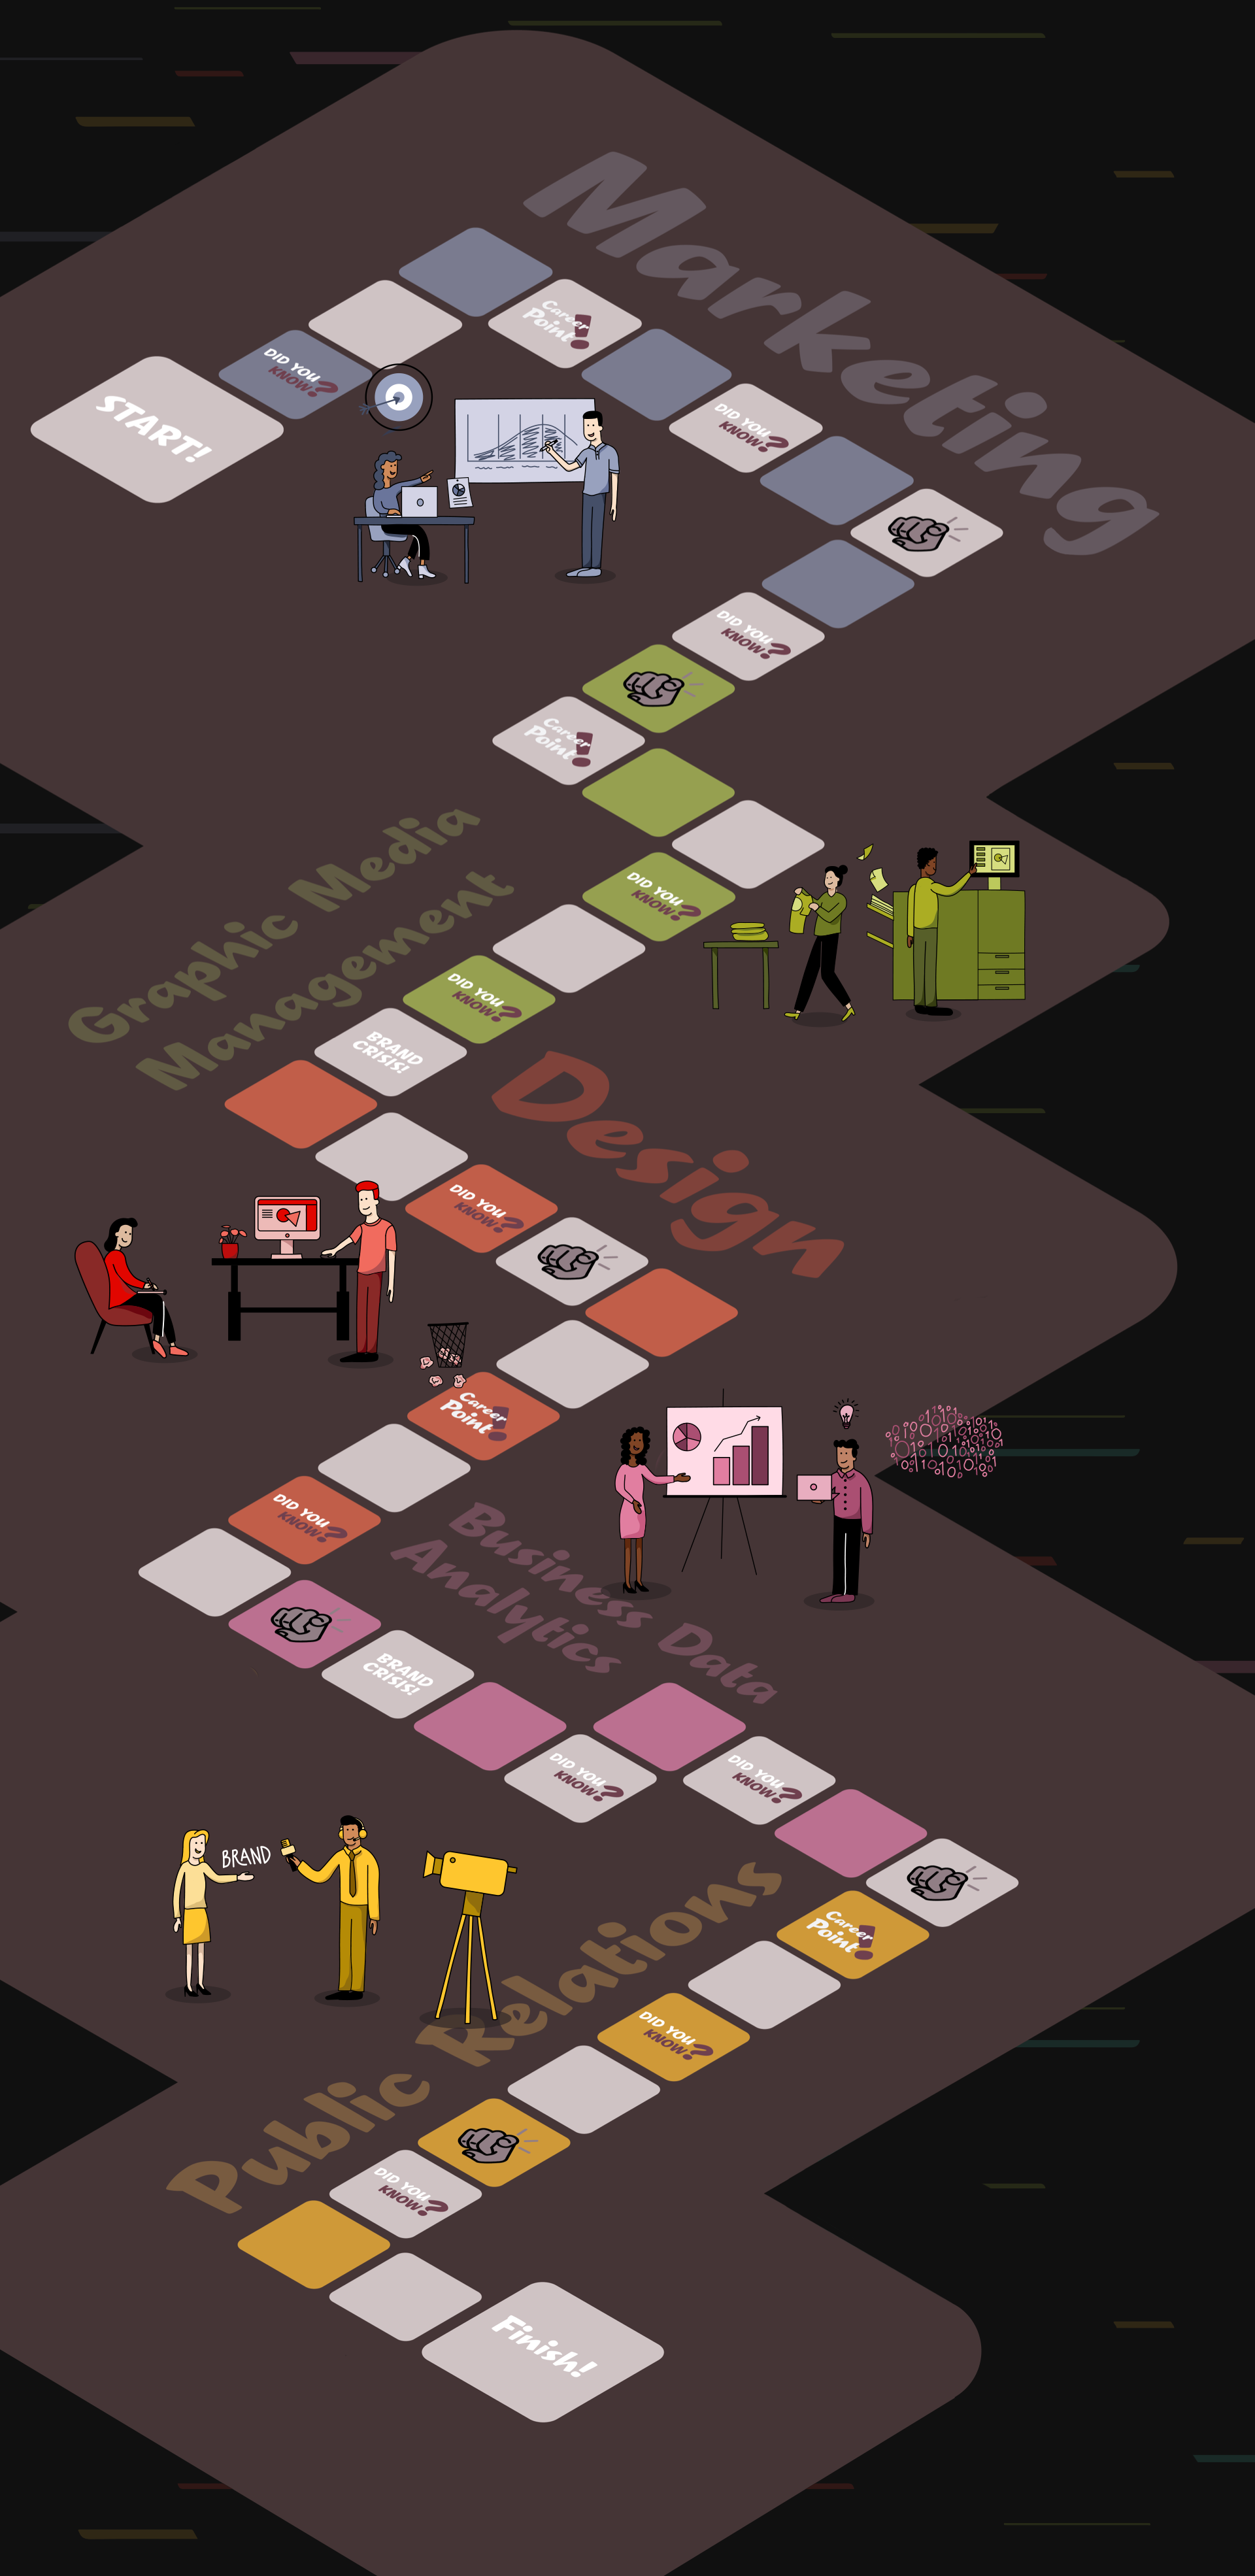 Marketing
Career
Point!
DID YOU
KNOW?
START!
DID YOU
KNOW?
DID YOU
KNOW?
Career
Point!
Graphic Media
Management
DID YOU
KNOW?
DID YOU
KNOW?
BRAND
CRISIS!
Design
DID YOU
KNOW?
Career
Point!
DID YOU
KNOW?
Business Data
Analytics
BRAND
CRISIS!
DID YOU
KNOW?
DID YOU
KNOW?
BRAND
Public Relations
Career
Point!
DID YOU
KNOW?
DID YOU
KNOW?
Finish!